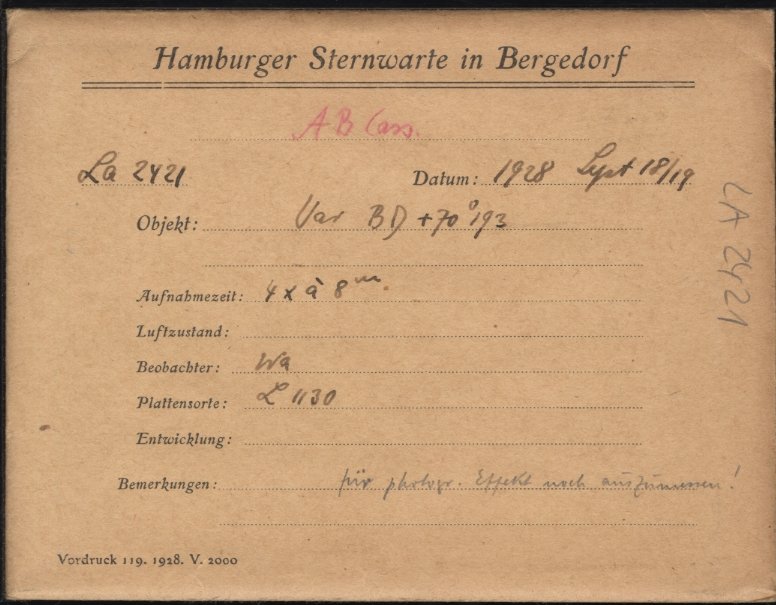 Hamburger Sternwarte in Bergedorf
AB Cass.
La 2421 Datum: 1928 Sept 18/19
Objekt: Var BD +70°193
Aufnahmezeit: 4 x à 8ᵐ.
Luftzustand:
Beobachter: Wa
Plattensorte: L 1130
Entwicklung:
Bemerkungen: für photogr. Effekt noch auszumessen!
Vordruck 119. 1928. V. 2000
LA 2421